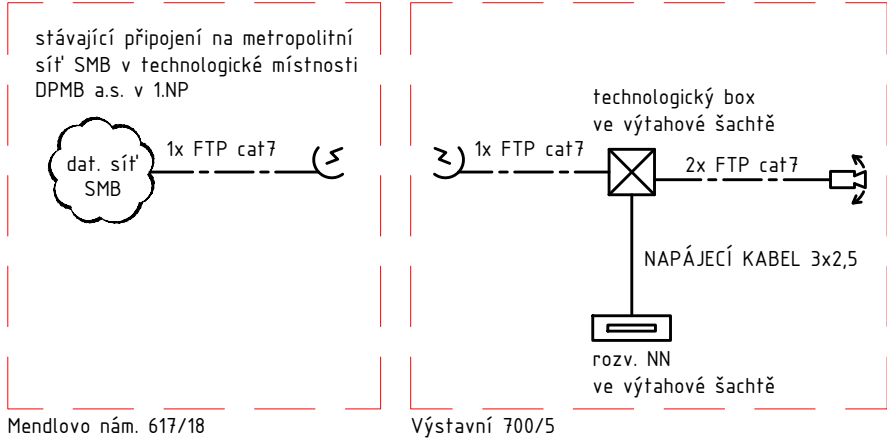 stávající připojení na metropolitní
síť SMB v technologické místnosti
DPMB a.s. v 1.NP
dat. síť
SMB
1x FTP cat7
1x FTP cat7
technologický box
ve výtahové šachtě
2x FTP cat7
NAPÁJECÍ KABEL 3x2,5
rozv. NN
ve výtahové šachtě
Mendlovo nám. 617/18
Výstavní 700/5